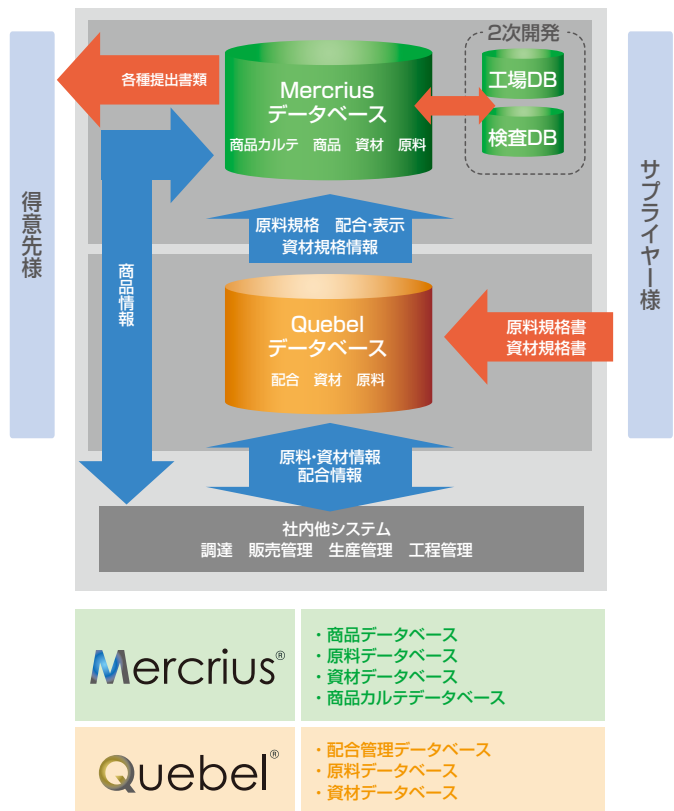 2次開発
各種提出書類
Mercrius
データベース
商品カルテ 商品 資材 原料
工場DB
検査DB
得意先様
サプライヤー様
原料規格 配合・表示
資材規格情報
商品情報
Quebel
データベース
配合 資材 原料
原料規格書
資材規格書
原料・資材情報
配合情報
社内他システム
調達 販売管理 生産管理 工程管理
Mercrius®
・商品データベース
・原料データベース
・資材データベース
・商品カルテデータベース
Quebel®
・配合管理データベース
・原料データベース
・資材データベース